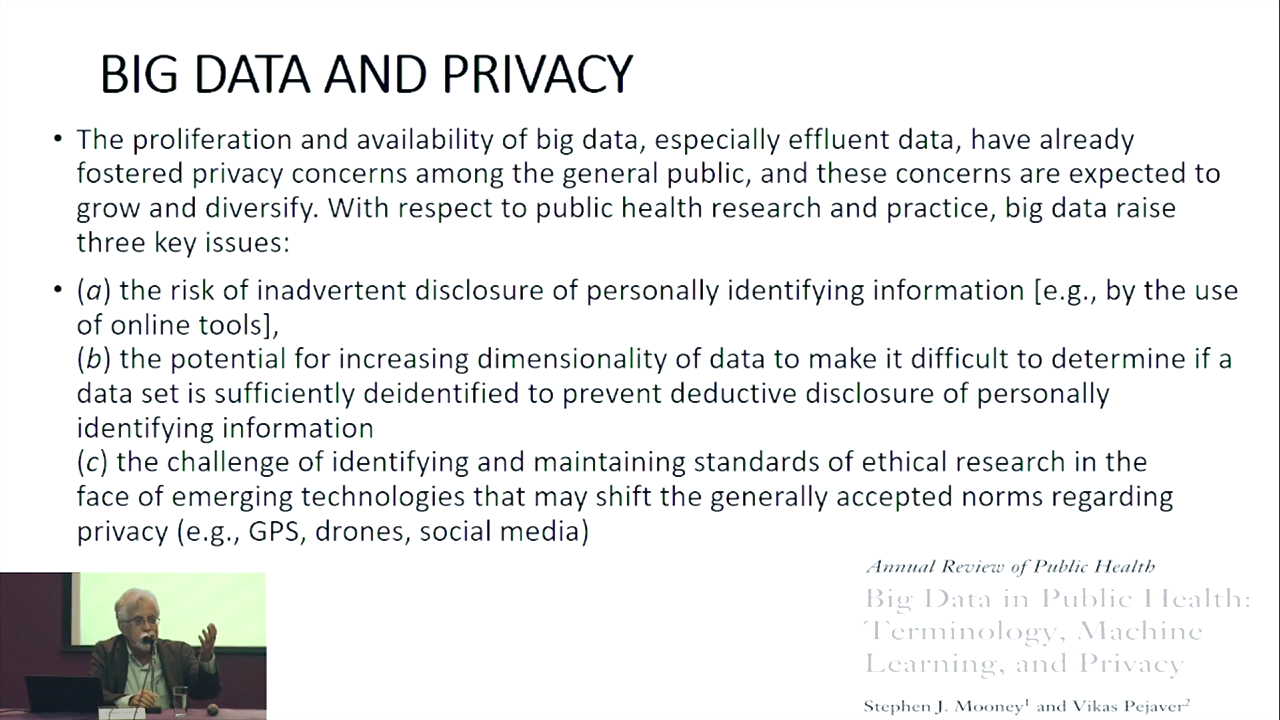 BIG DATA AND PRIVACY
• The proliferation and availability of big data, especially effluent data, have already
fostered privacy concerns among the general public, and these concerns are expected to
grow and diversify. With respect to public health research and practice, big data raise
three key issues:
• (a) the risk of inadvertent disclosure of personally identifying information [e.g., by the use
of online tools],
(b) the potential for increasing dimensionality of data to make it difficult to determine if a
data set is sufficiently deidentified to prevent deductive disclosure of personally
identifying information
(c) the challenge of identifying and maintaining standards of ethical research in the
face of emerging technologies that may shift the generally accepted norms regarding
privacy (e.g., GPS, drones, social media)
Annual Review of Public Health
Big Data in Public Health:
Terminology, Machine
Learning, and Privacy
Stephen J. Mooney¹ and Vikas Pejaver²